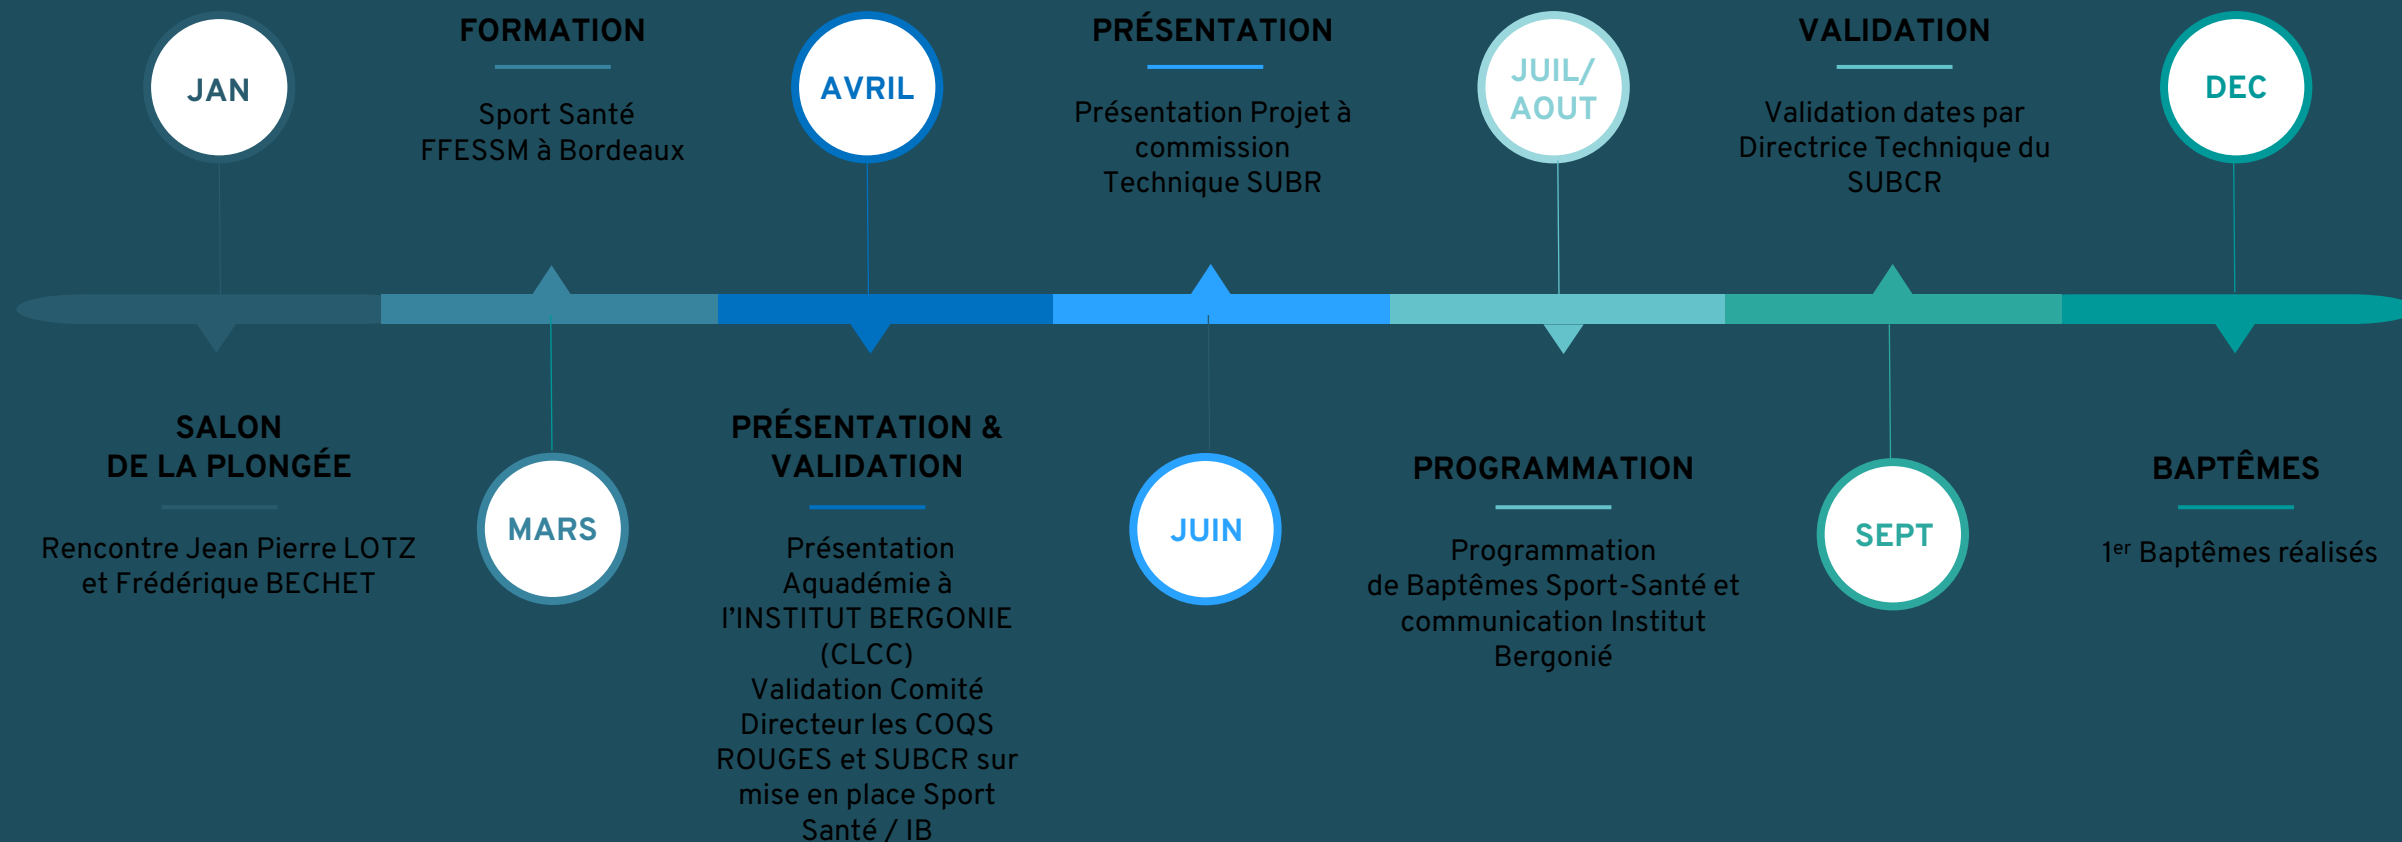 JAN
SALON
DE LA PLONGÉE
Rencontre Jean Pierre LOTZ
et Frédérique BECHET
FORMATION
Sport Santé
FFESSM à Bordeaux
MARS
AVRIL
PRÉSENTATION &
VALIDATION
Présentation
Aquadémie à
l’INSTITUT BERGONIE
(CLCC)
Validation Comité
Directeur les COQS
ROUGES et SUBCR sur
mise en place Sport
Santé / IB
PRÉSENTATION
Présentation Projet à
commission
Technique SUBR
JUIN
JUIL/
AOUT
PROGRAMMATION
Programmation
de Baptêmes Sport-Santé et
communication Institut
Bergonié
VALIDATION
Validation dates par
Directrice Technique du
SUBCR
SEPT
DEC
BAPTÊMES
1er Baptêmes réalisés